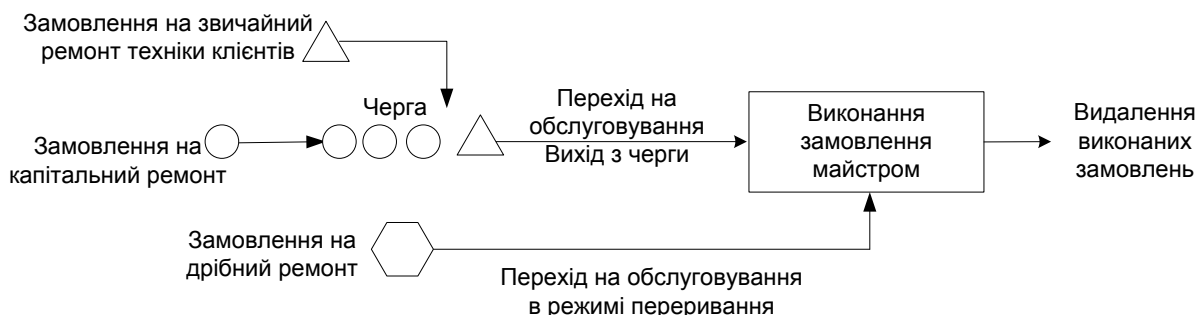 Замовлення на звичайний
ремонт техніки клієнтів
Черга
Замовлення на
капітальний ремонт
Перехід на
обслуговування
Вихід з черги
Виконання
замовлення
майстром
Видалення
виконаних
замовлень
Замовлення на
дрібний ремонт
Перехід на обслуговування
в режимі переривання